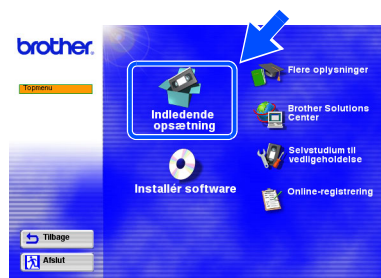 brother.
Topmenu
Indledende
opsætning
Installér software
Flere oplysninger
Brother Solutions
Center
Selvstudium til
vedligeholdelse
Online-registrering
Tilbage
Afslut